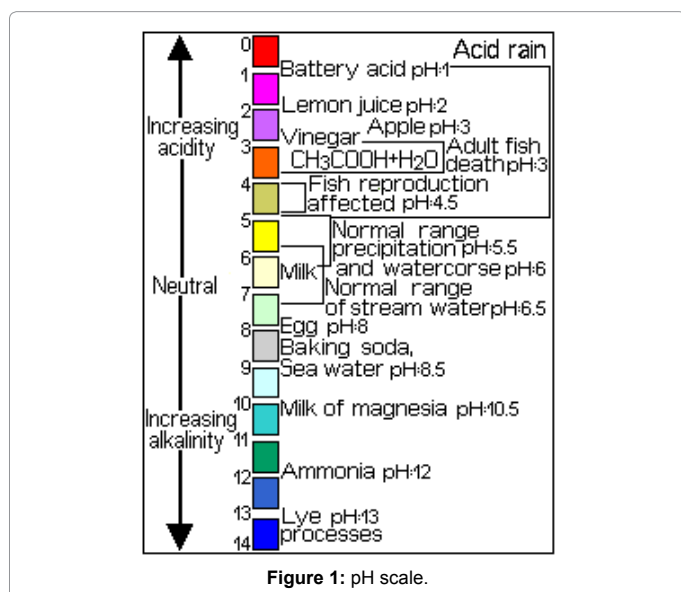 0
Acid rain
Battery acid pH:1
1
Lemon juice pH:2
2
Increasing
acidity
Apple pH:3
Vinegar
3
CH₃COOH+H₂O
Adult fish
death pH:3
4
Fish reproduction
affected pH:4.5
5
Normal range
precipitation pH:5.5
6
Milk
and watercorse pH:6
Neutral
7
Normal range
of stream water pH:6.5
8
Egg pH:8
Baking soda,
9
Sea water pH:8.5
10
Milk of magnesia pH:10.5
Increasing
alkalinity
11
Ammonia pH:12
12
13
Lye pH:13
processes
14
Figure 1: pH scale.